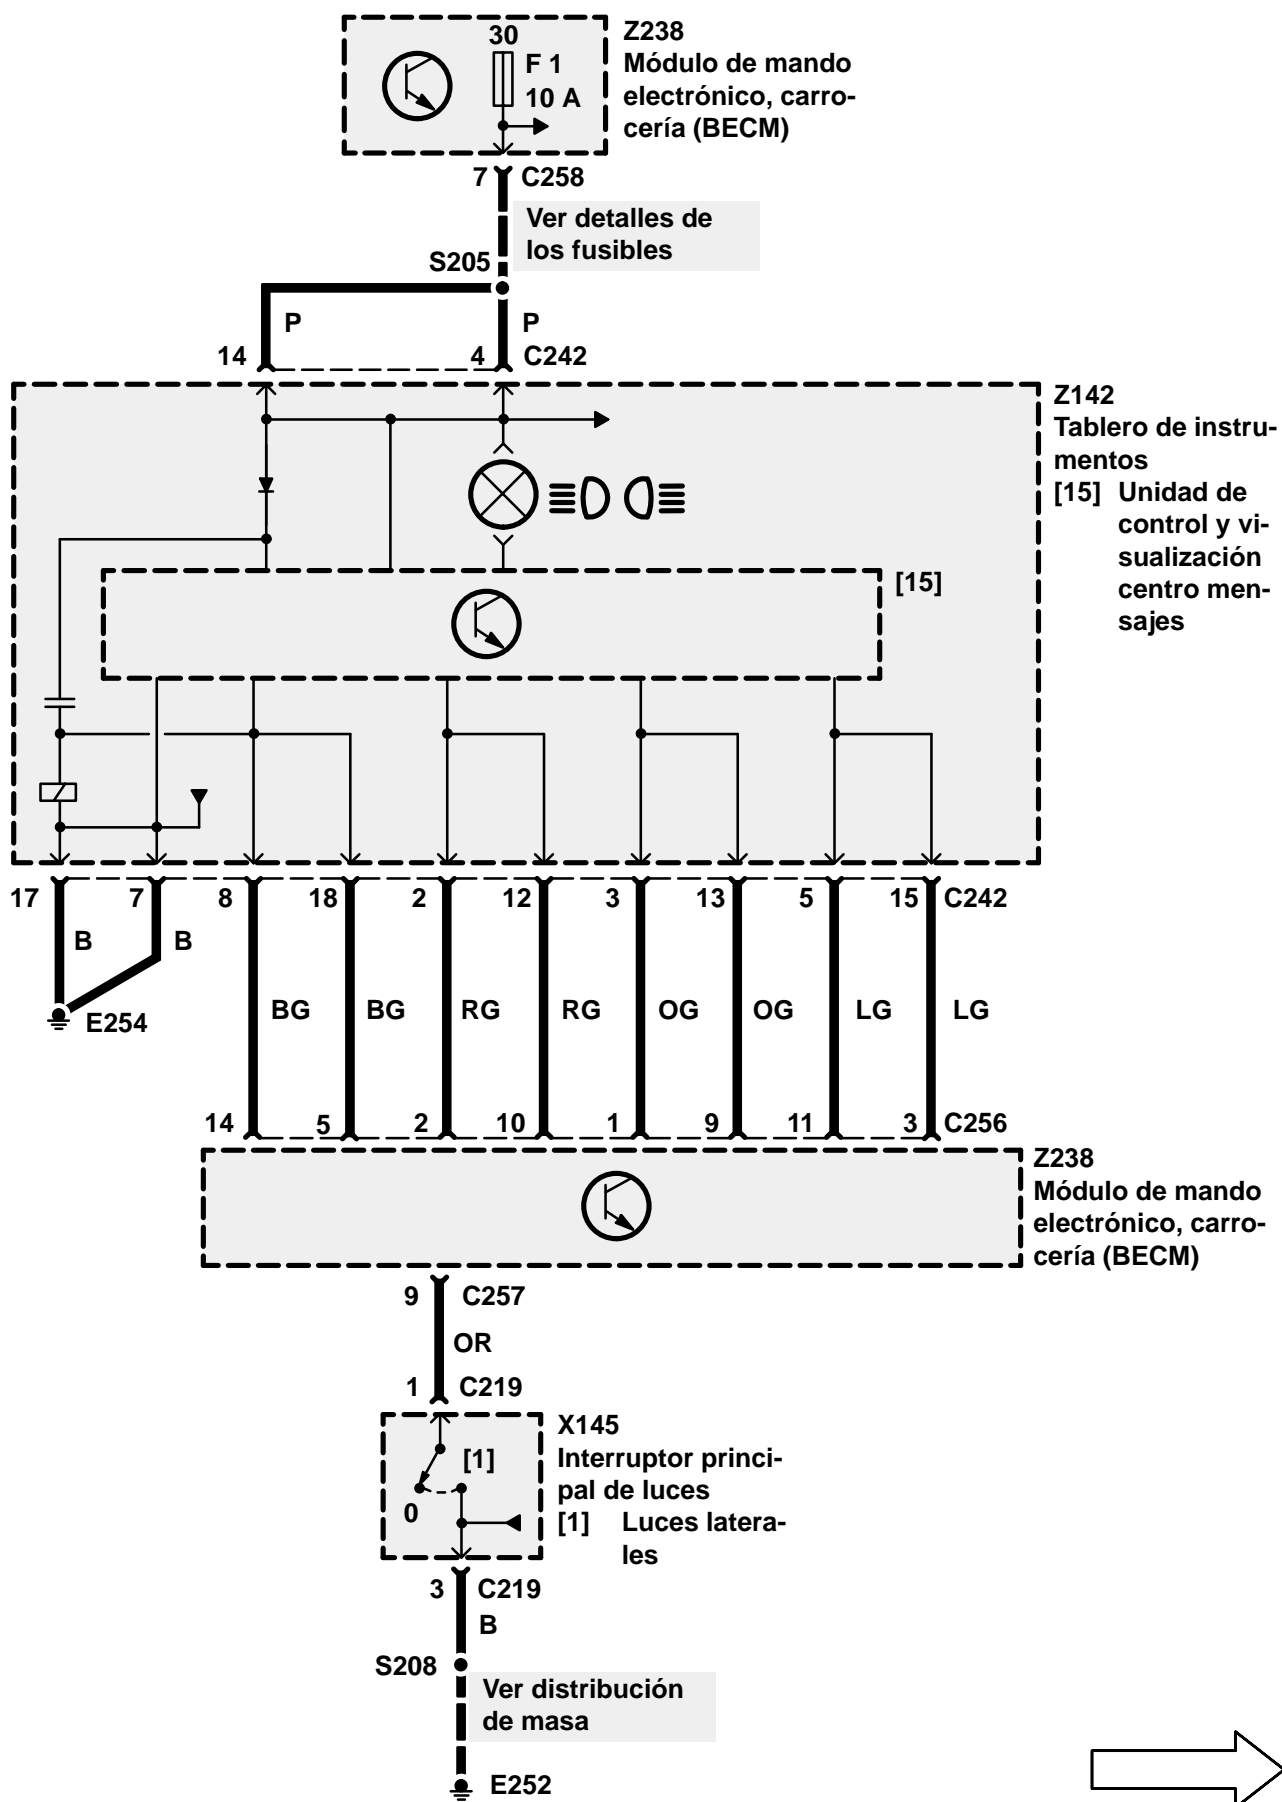 30
F 1
10 A
Z238
Módulo de mando
electrónico, carro-
cería (BECM)
7 C258
Ver detalles de
los fusibles
S205
P P
14 4 C242
Z142
Tablero de instru-
mentos
[15] Unidad de
control y vi-
sualización
centro men-
sajes
[15]
17 7 8 18 2 12 3 13 5 15 C242
B B
E254
BG BG RG RG OG OG LG LG
14 5 2 10 1 9 11 3 C256
Z238
Módulo de mando
electrónico, carro-
cería (BECM)
9 C257
OR
1 C219
X145
Interruptor princi-
pal de luces
[1] Luces latera-
les
[1]
0
3 C219
B
S208
Ver distribución
de masa
E252